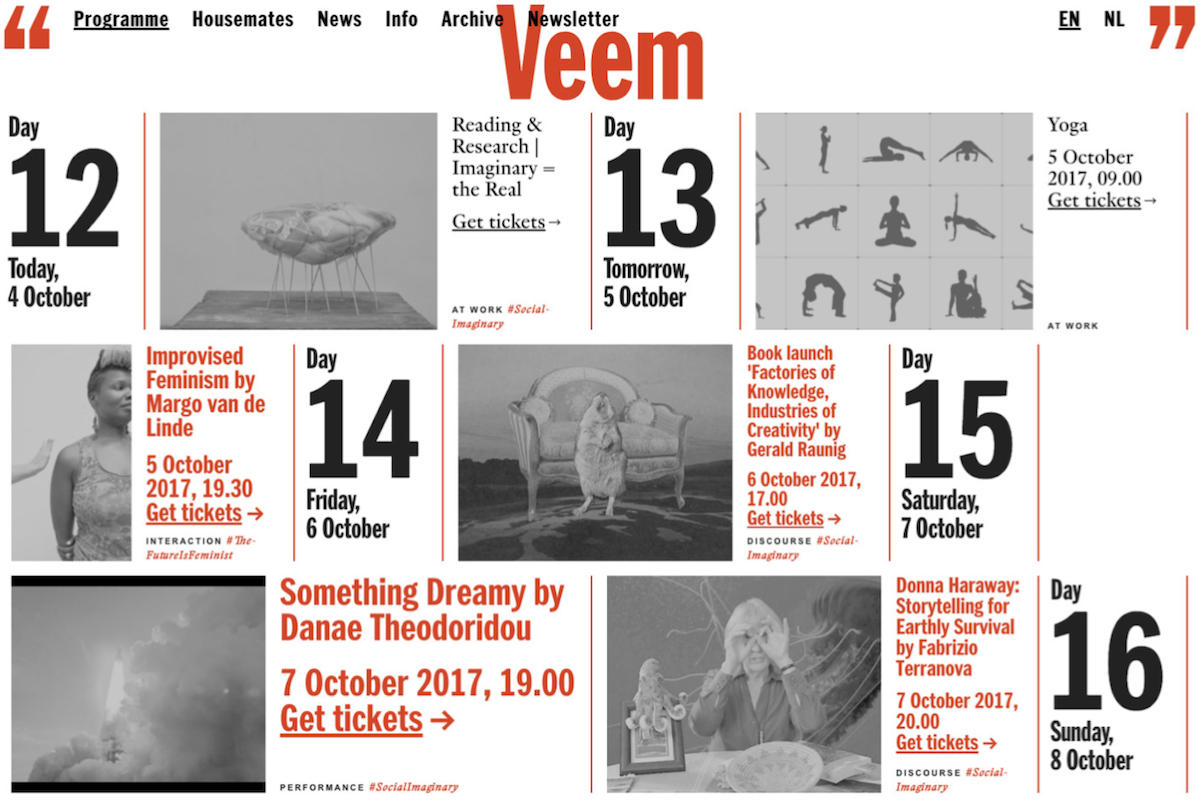 “ Programme Housemates News Info Archive Newsletter EN NL ”
Veem
Day
12
Today,
4 October
Reading &
Research |
Imaginary =
the Real
Get tickets→
AT WORK #Social-
Imaginary
Day
13
Tomorrow,
5 October
Yoga
5 October
2017, 09.00
Get tickets→
AT WORK
Improvised
Feminism by
Margo van de
Linde
5 October
2017, 19.30
Get tickets →
INTERACTION #The-
FutureIsFeminist
Day
14
Friday,
6 October
Book launch
'Factories of
Knowledge,
Industries of
Creativity' by
Gerald Raunig
6 October 2017,
17.00
Get tickets →
DISCOURSE #Social-
Imaginary
Day
15
Saturday,
7 October
Something Dreamy by
Danae Theodoridou
7 October 2017, 19.00
Get tickets →
PERFORMANCE #SocialImaginary
Donna Haraway:
Storytelling for
Earthly Survival
by Fabrizio
Terranova
7 October 2017,
20.00
Get tickets →
DISCOURSE #Social-
Imaginary
Day
16
Sunday,
8 October